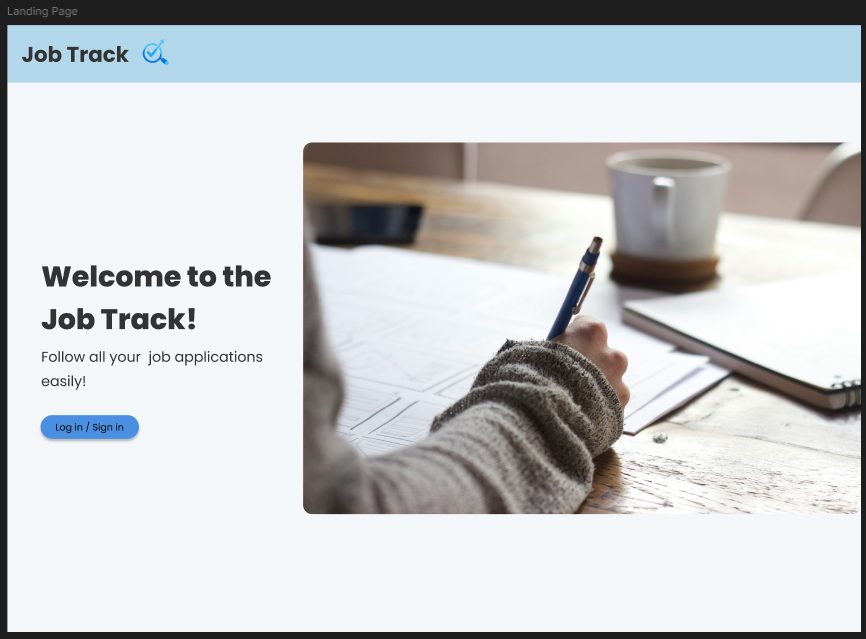 Landing Page
Job Track
Welcome to the
Job Track!
Follow all your  job applications
easily!
Log in / Sign in